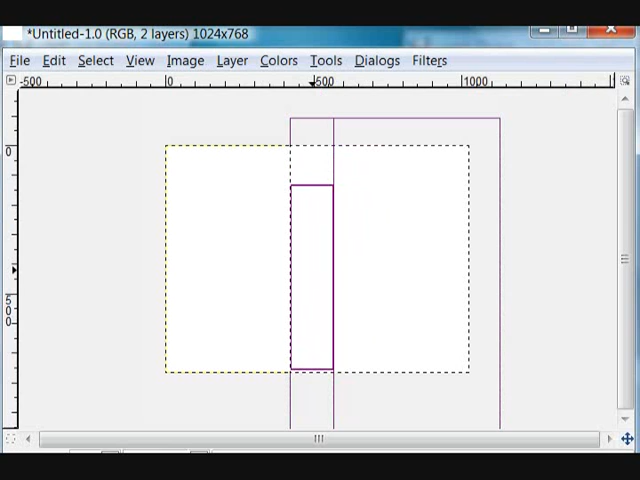 *Untitled-1.0 (RGB, 2 layers) 1024x768
File Edit Select View Image Layer Colors Tools Dialogs Filters
-500 0 500 1000
0
500